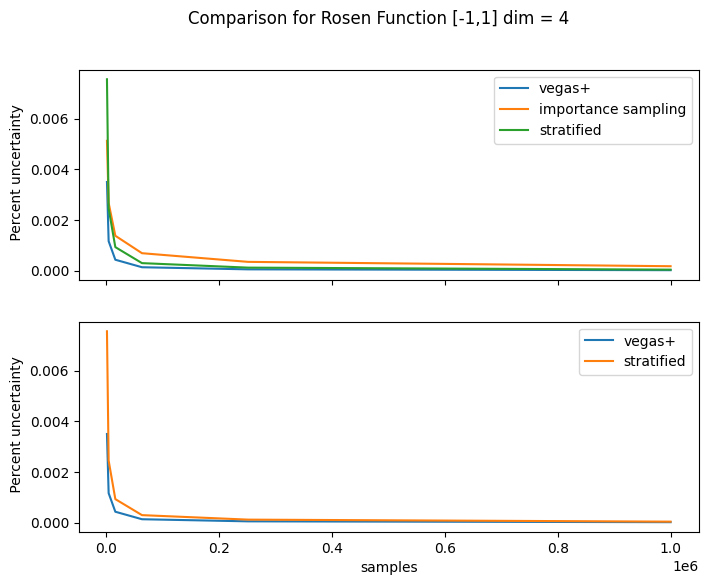 Comparison for Rosen Function [-1,1] dim = 4
Percent uncertainty
0.006
0.004
0.002
0.000
vegas+
importance sampling
stratified
Percent uncertainty
0.006
0.004
0.002
0.000
vegas+
stratified
0.0 0.2 0.4 0.6 0.8 1.0
samples
1e6